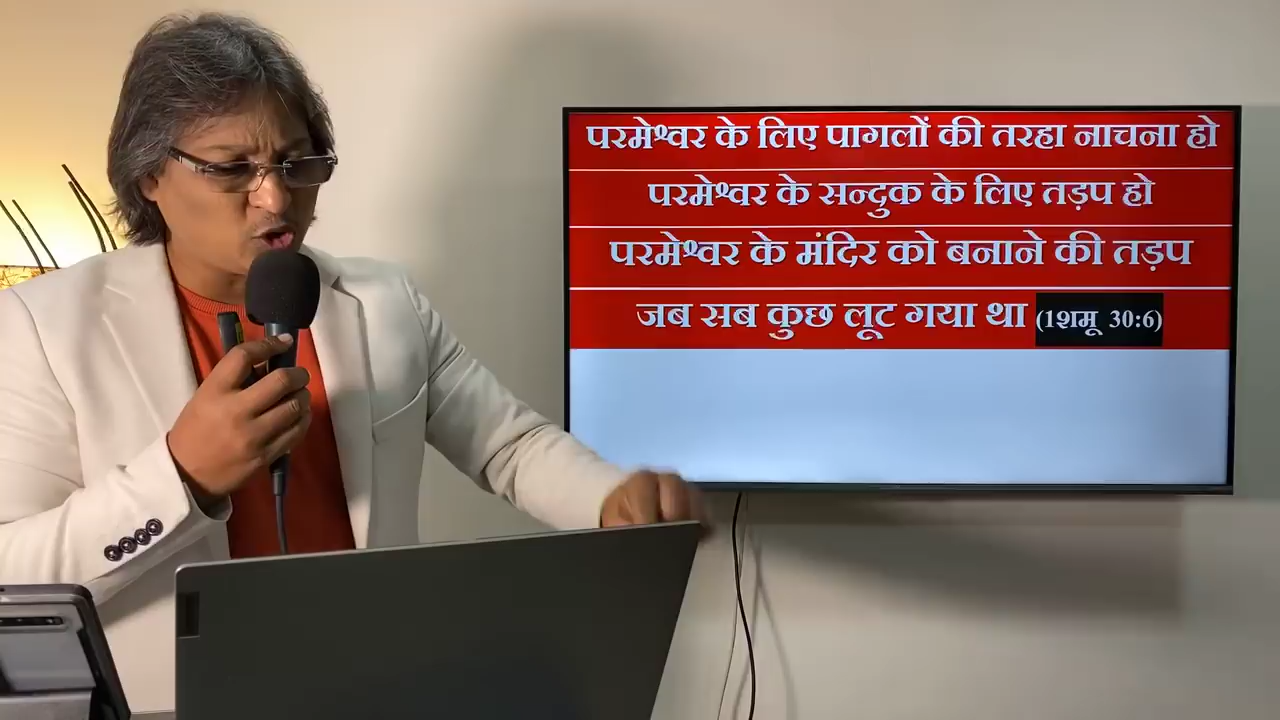 परमेश्वर के लिए पागलों की तरहा नाचना हो
परमेश्वर के सन्दुक के लिए तड़प हो
परमेश्वर के मंदिर को बनाने की तड़प
जब सब कुछ लूट गया था (1शमू 30:6)